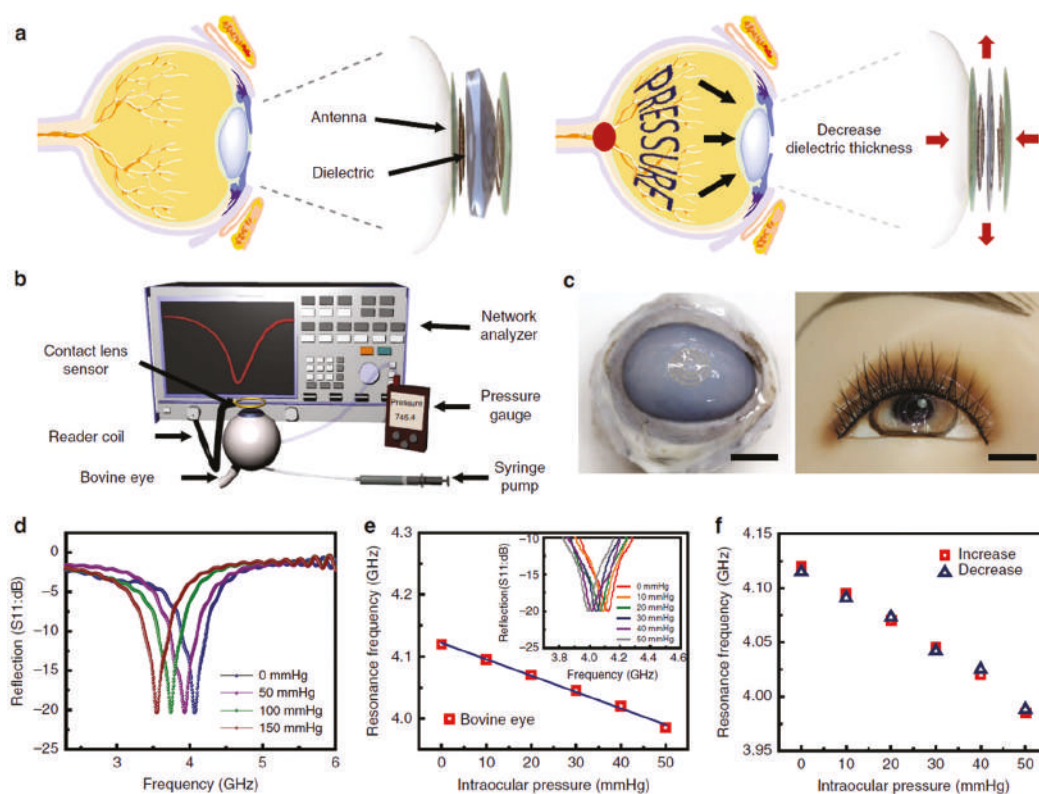 a
Antenna
Dielectric
PRESSURE
Decrease
dielectric thickness
b
Contact lens
sensor
Reader coil
Bovine eye
Network
analyzer
Pressure
gauge
Syringe
pump
Pressure
746.4
c
d
Reflection (S11:dB)
0
−5
−10
−15
−20
−25
3
4
5
6
Frequency (GHz)
0 mmHg
50 mmHg
100 mmHg
150 mmHg
e
Resonance frequency (GHz)
4.3
4.2
4.1
4.0
0
10
20
30
40
50
Intraocular pressure (mmHg)
Bovine eye
Reflection(S11:dB)
−10
−15
−20
−25
3.8
4.0
4.2
4.4
4.6
Frequency (GHz)
0 mmHg
10 mmHg
20 mmHg
30 mmHg
40 mmHg
50 mmHg
f
Resonance frequency (GHz)
4.15
4.10
4.05
4.00
3.95
0
10
20
30
40
50
Intraocular pressure (mmHg)
Increase
Decrease